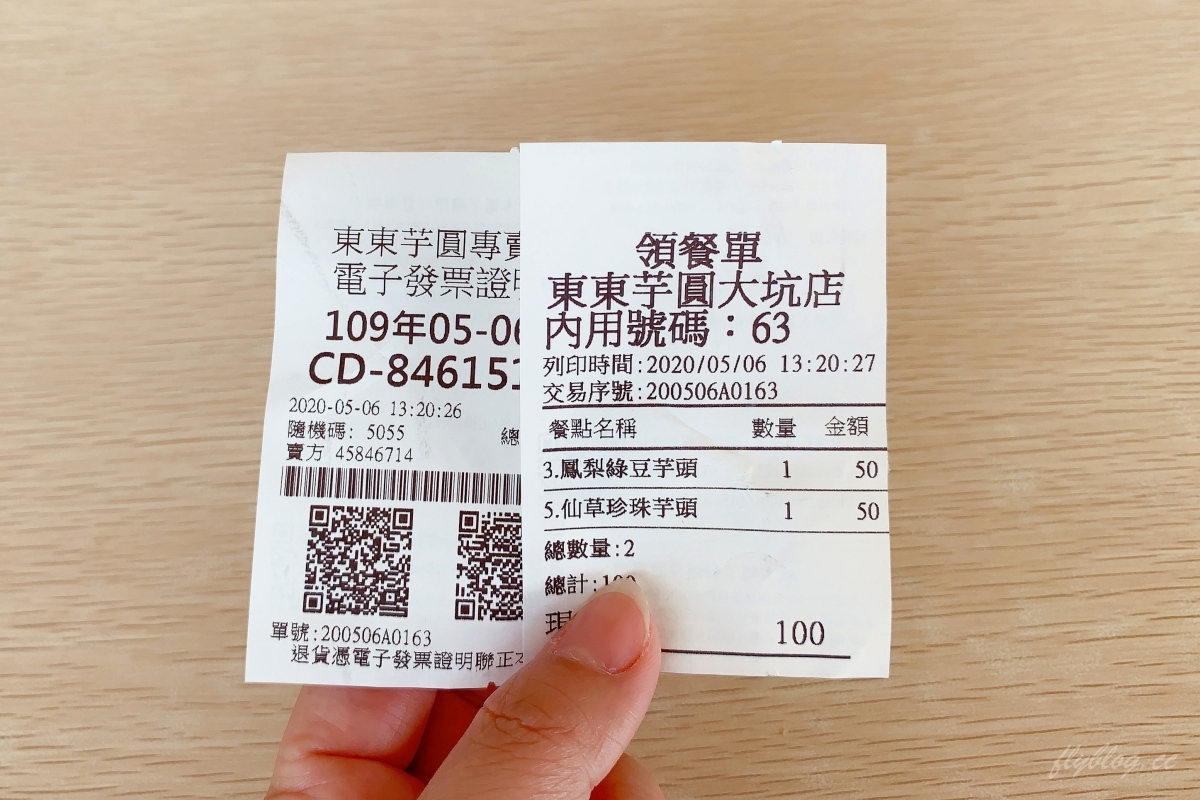 東東芋圓專賣
電子發票證明
109年05-06
CD-846151
2020-05-06 13:20:26
隨機碼: 5055 總
賣方 45846714
單號:200506A0163
退貨憑電子發票證明聯正本
領餐單
東東芋圓大坑店
內用號碼：63
列印時間:2020/05/06 13:20:27
交易序號:200506A0163
餐點名稱 數量 金額
3.鳳梨綠豆芋頭 1 50
5.仙草珍珠芋頭 1 50
總數量:2
總計:100
現 100
flyblog.cc